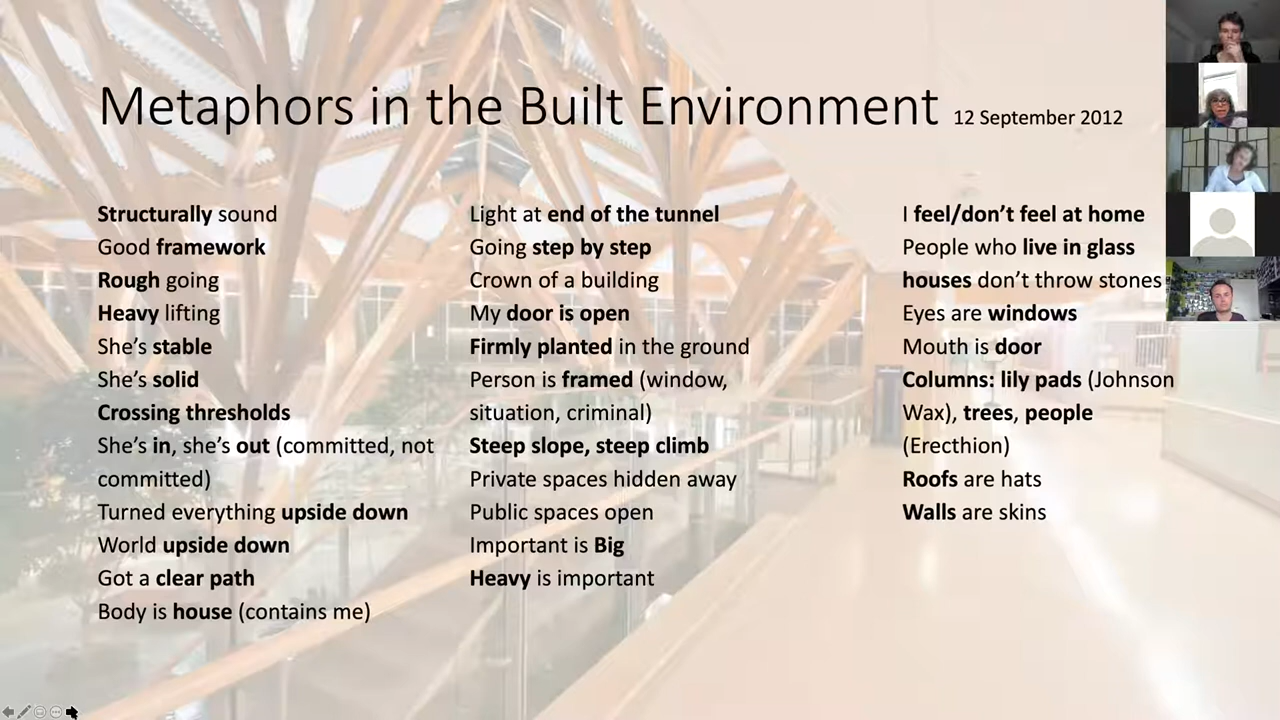 Metaphors in the Built Environment 12 September 2012
Structurally sound
Good framework
Rough going
Heavy lifting
She's stable
She's solid
Crossing thresholds
She's in, she's out (committed, not
committed)
Turned everything upside down
World upside down
Got a clear path
Body is house (contains me)
Light at end of the tunnel
Going step by step
Crown of a building
My door is open
Firmly planted in the ground
Person is framed (window,
situation, criminal)
Steep slope, steep climb
Private spaces hidden away
Public spaces open
Important is Big
Heavy is important
I feel/don't feel at home
People who live in glass
houses don't throw stones
Eyes are windows
Mouth is door
Columns: lily pads (Johnson
Wax), trees, people
(Erecthion)
Roofs are hats
Walls are skins